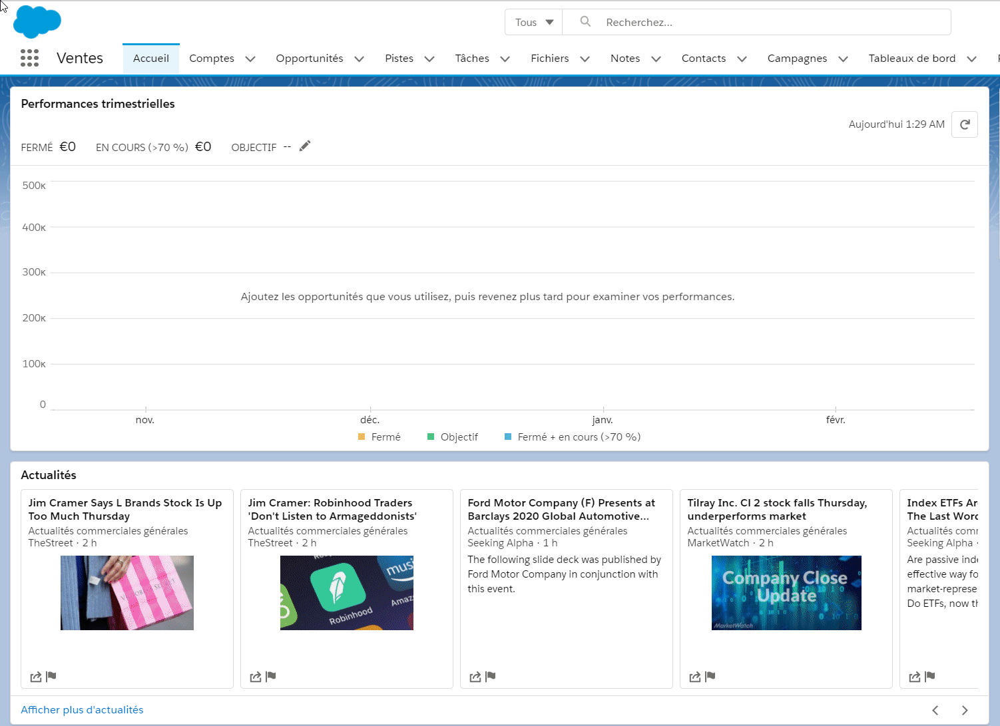 Tous
Recherchez...
Ventes
Accueil
Comptes
Opportunités
Pistes
Tâches
Fichiers
Notes
Contacts
Campagnes
Tableaux de bord
Performances trimestrielles
Aujourd'hui 1:29 AM
FERMÉ €0 EN COURS (>70 %) €0 OBJECTIF --
500K
400K
300K
Ajoutez les opportunités que vous utilisez, puis revenez plus tard pour examiner vos performances.
200K
100K
0
nov. déc. janv. févr.
Fermé Objectif Fermé + en cours (>70 %)
Actualités
Jim Cramer Says L Brands Stock Is Up
Too Much Thursday
Actualités commerciales générales
TheStreet · 2 h
Jim Cramer: Robinhood Traders
'Don't Listen to Armageddonists'
Actualités commerciales générales
TheStreet · 2 h
music
Amaz
Robinhood
Ford Motor Company (F) Presents at
Barclays 2020 Global Automotive...
Actualités commerciales générales
Seeking Alpha · 1 h
The following slide deck was published by
Ford Motor Company in conjunction with
this event.
Tilray Inc. Cl 2 stock falls Thursday,
underperforms market
Actualités commerciales générales
MarketWatch · 2 h
Company Close
Update
MarketWatch
Index ETFs Ar
The Last Word
Actualités comm
Seeking Alpha ·
Are passive inde
effective way fo
market-represe
Do ETFs, now th
Afficher plus d'actualités